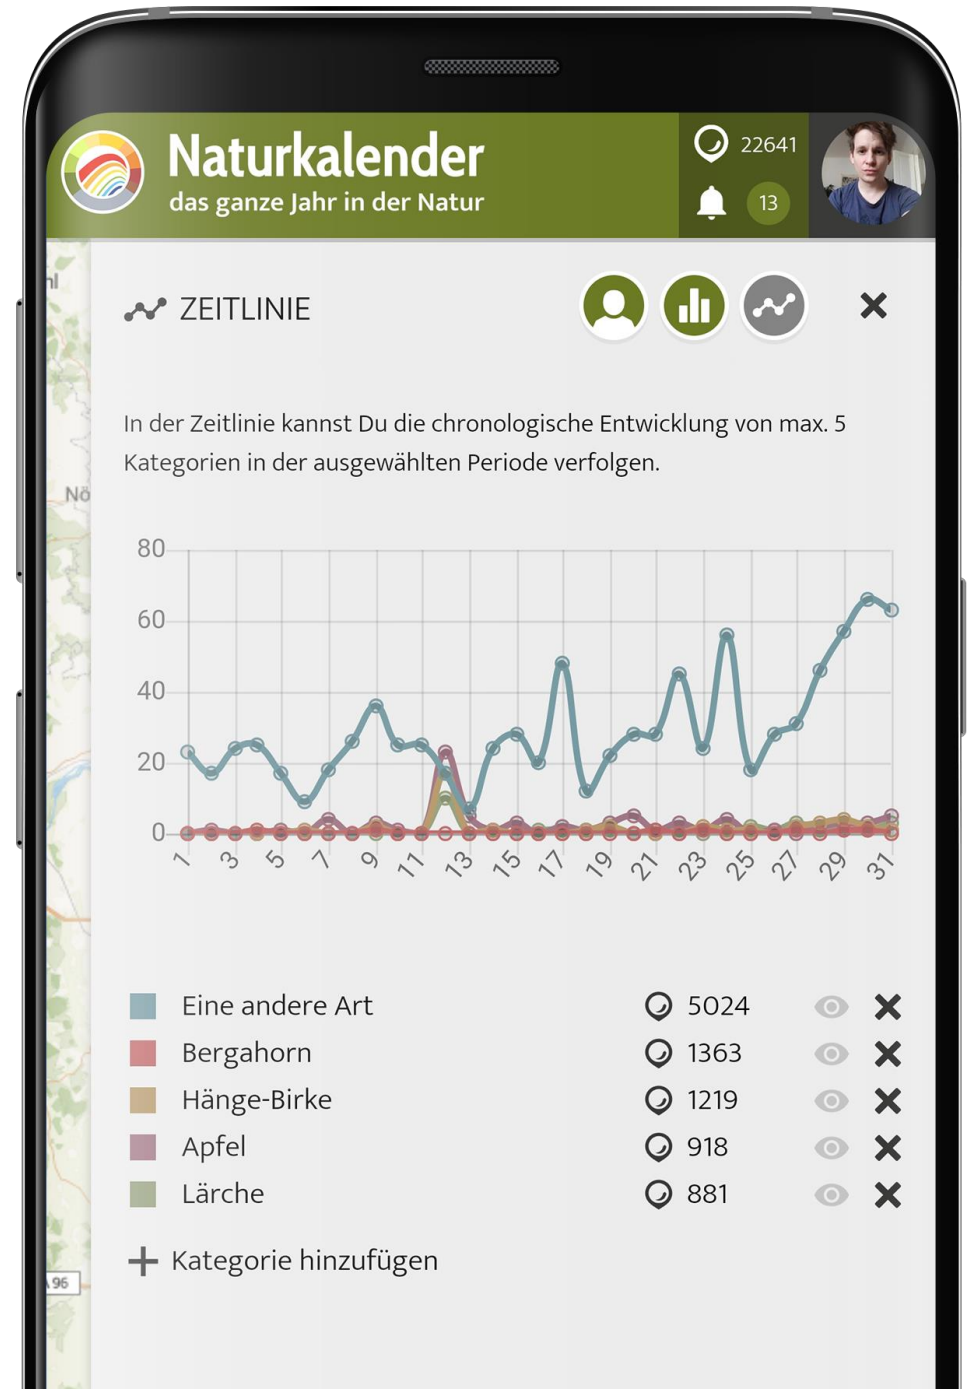 Naturkalender
das ganze Jahr in der Natur
22641
13
ZEITLINIE
In der Zeitlinie kannst Du die chronologische Entwicklung von max. 5
Kategorien in der ausgewählten Periode verfolgen.
Nö
80
60
40
20
0
1 3 5 7 9 11 13 15 17 19 21 23 25 27 29 31
Eine andere Art 5024
Bergahorn 1363
Hänge-Birke 1219
Apfel 918
Lärche 881
+ Kategorie hinzufügen
96